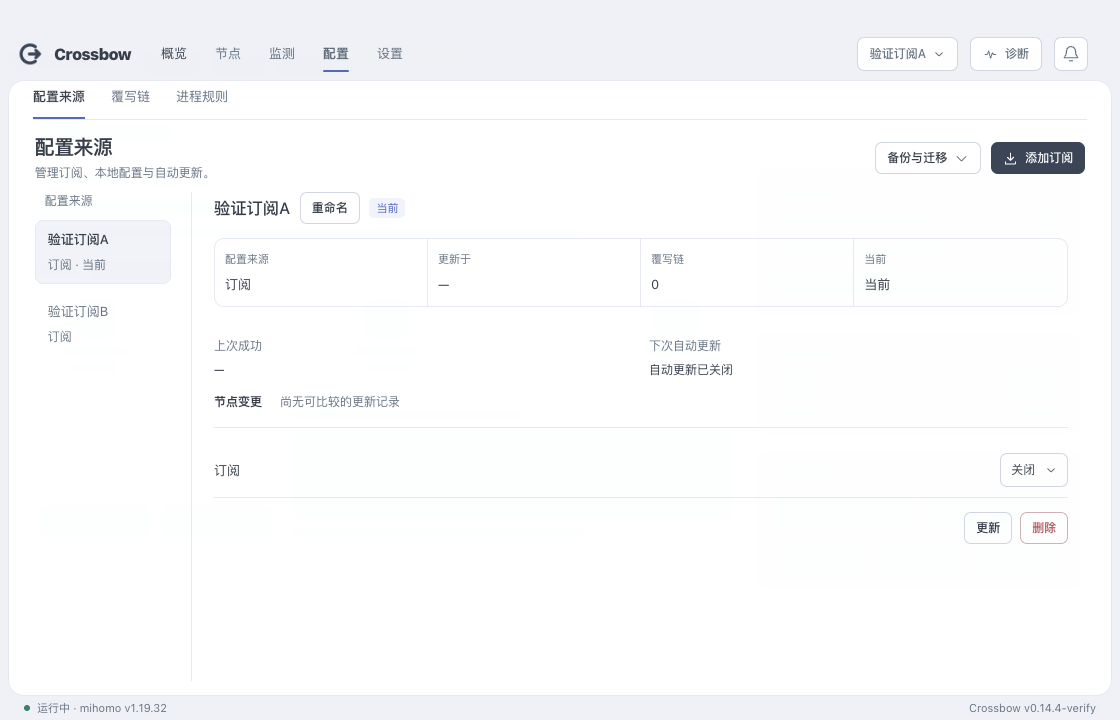 Crossbow 概览 节点 监测 配置 设置 验证订阅A 诊断
配置来源 覆写链 进程规则
配置来源
管理订阅、本地配置与自动更新。
备份与迁移 添加订阅
配置来源
验证订阅A
订阅 · 当前
验证订阅B
订阅
验证订阅A 重命名 当前
配置来源 更新于 覆写链 当前
订阅 — 0 当前
上次成功 下次自动更新
— 自动更新已关闭
节点变更 尚无可比较的更新记录
订阅 关闭
更新 删除
运行中 · mihomo v1.19.32 Crossbow v0.14.4-verify